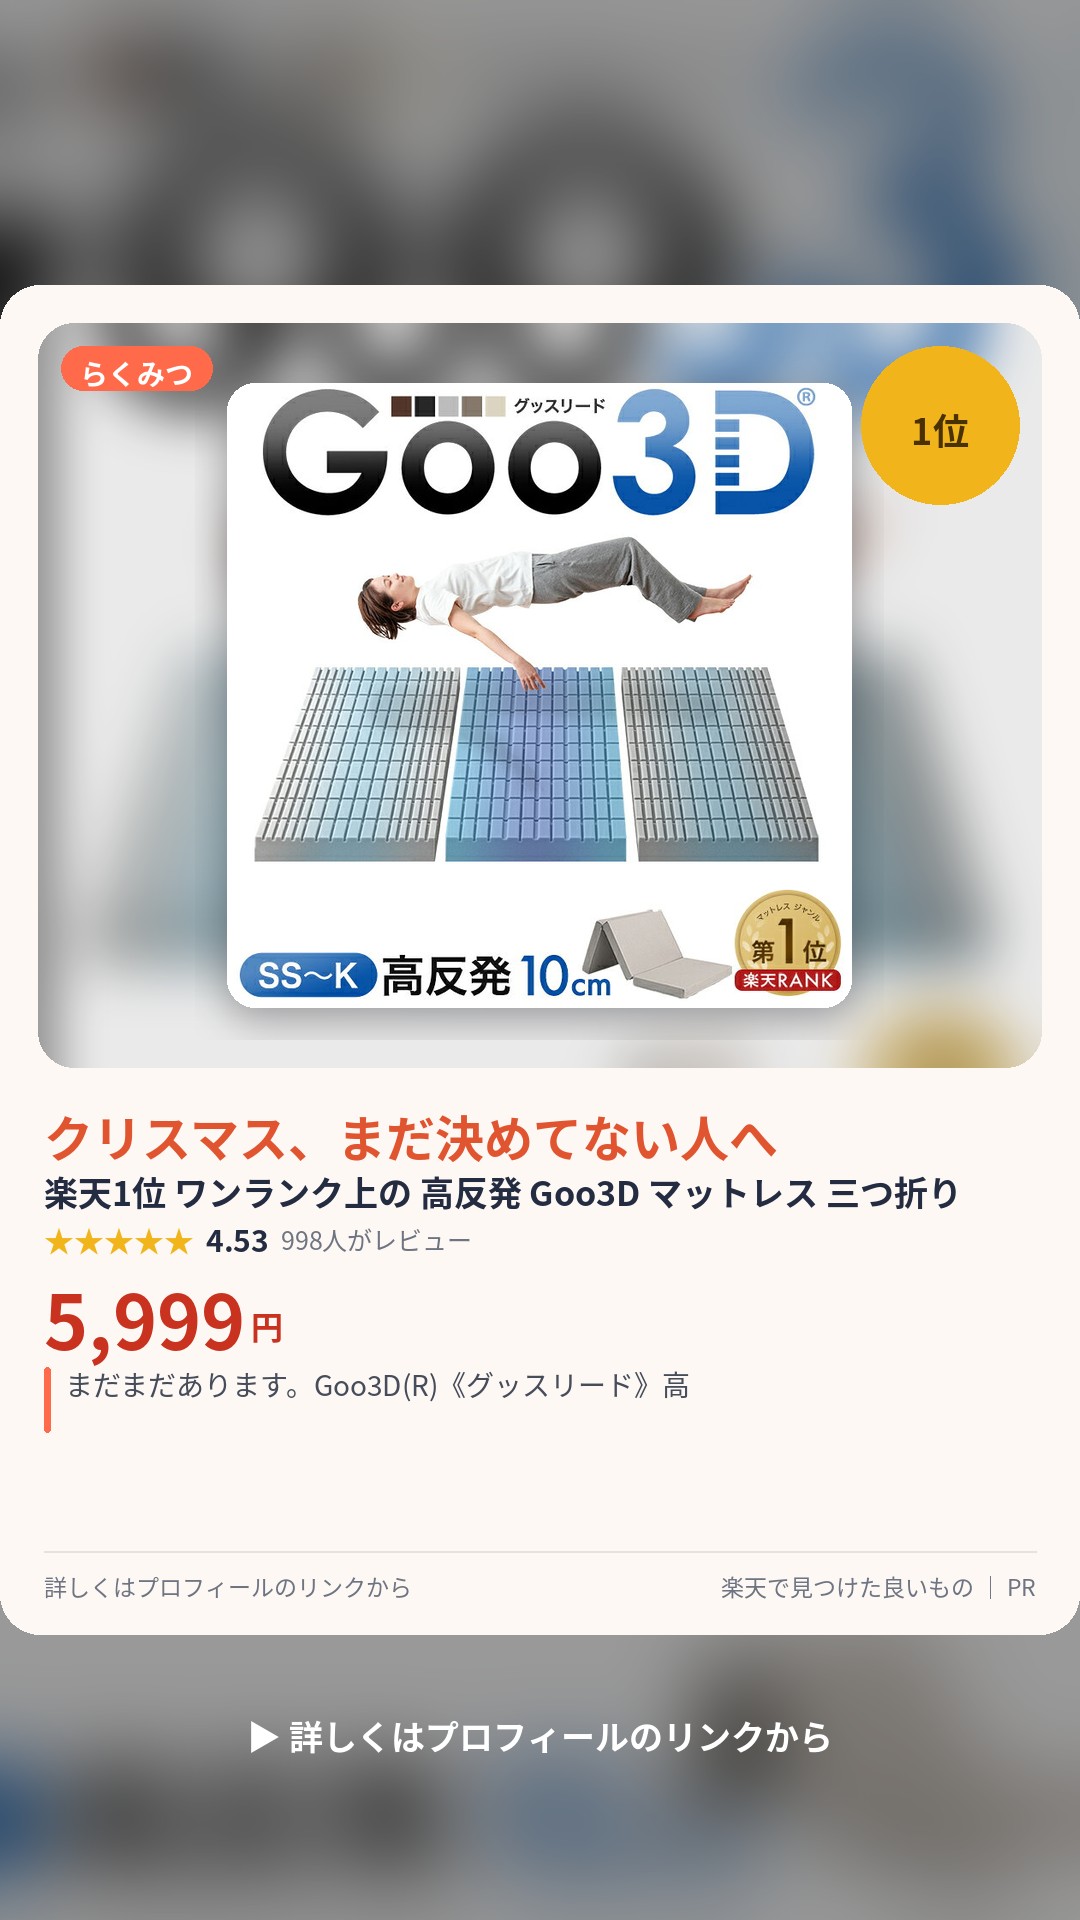 らくみつ
1位
グッスリード
Goo3D®
マットレス ジャンル
第1位
楽天RANK
SS〜K 高反発10cm
クリスマス、まだ決めてない人へ
楽天1位 ワンランク上の 高反発 Goo3D マットレス 三つ折り
★★★★★ 4.53 998人がレビュー
5,999円
まだまだあります。Goo3D(R)《グッスリード》高
詳しくはプロフィールのリンクから
楽天で見つけた良いもの | PR
▶ 詳しくはプロフィールのリンクから